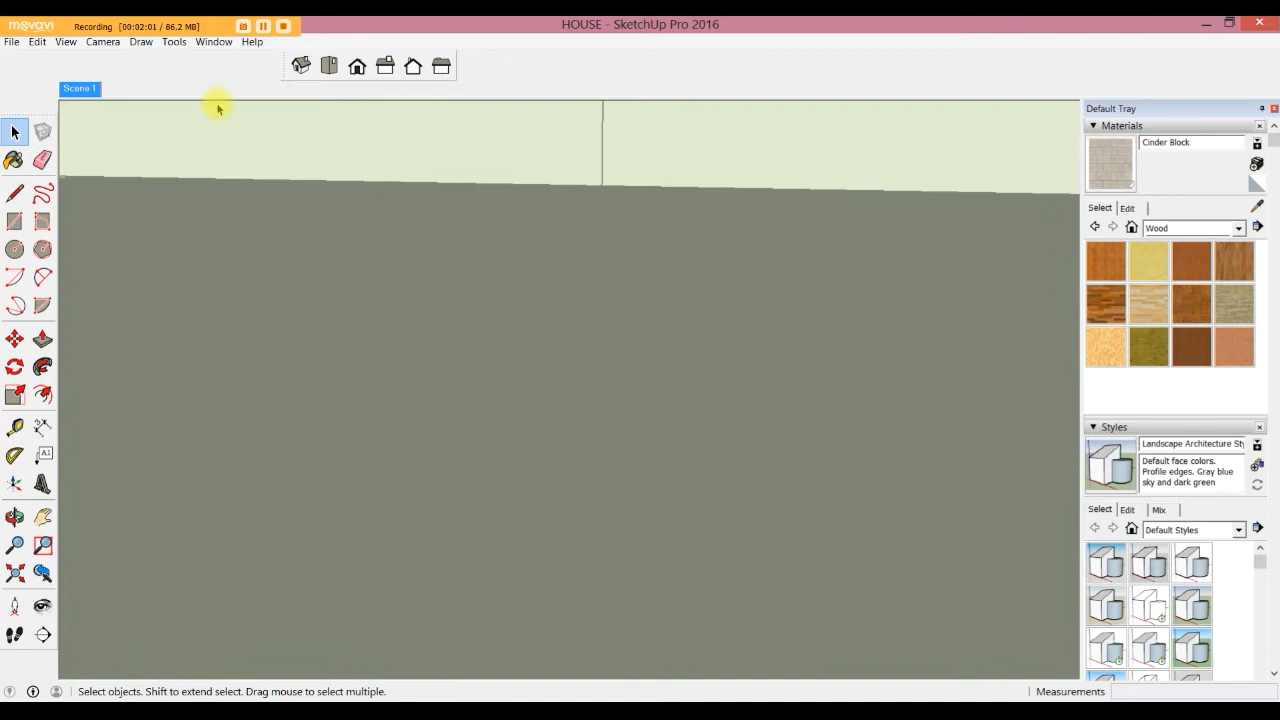 movavi
Recording [00:02:01 / 86.2 MB]
HOUSE - SketchUp Pro 2016
File Edit View Camera Draw Tools Window Help
Scene 1
Default Tray
Materials
Cinder Block
Select Edit
Wood
Styles
Landscape Architecture Sty
Default face colors.
Profile edges. Gray blue
sky and dark green
Select Edit Mix
Default Styles
A1
Select objects. Shift to extend select. Drag mouse to select multiple.
Measurements